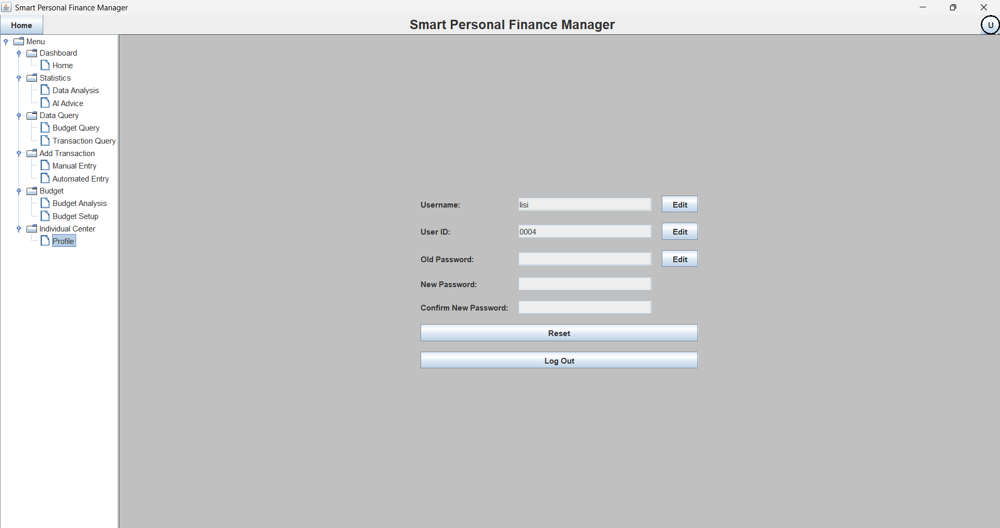 Smart Personal Finance Manager
Home
Smart Personal Finance Manager
U
Menu
Dashboard
Home
Statistics
Data Analysis
AI Advice
Data Query
Budget Query
Transaction Query
Add Transaction
Manual Entry
Automated Entry
Budget
Budget Analysis
Budget Setup
Individual Center
Profile
Username: lisi Edit
User ID: 0004 Edit
Old Password: Edit
New Password:
Confirm New Password:
Reset
Log Out